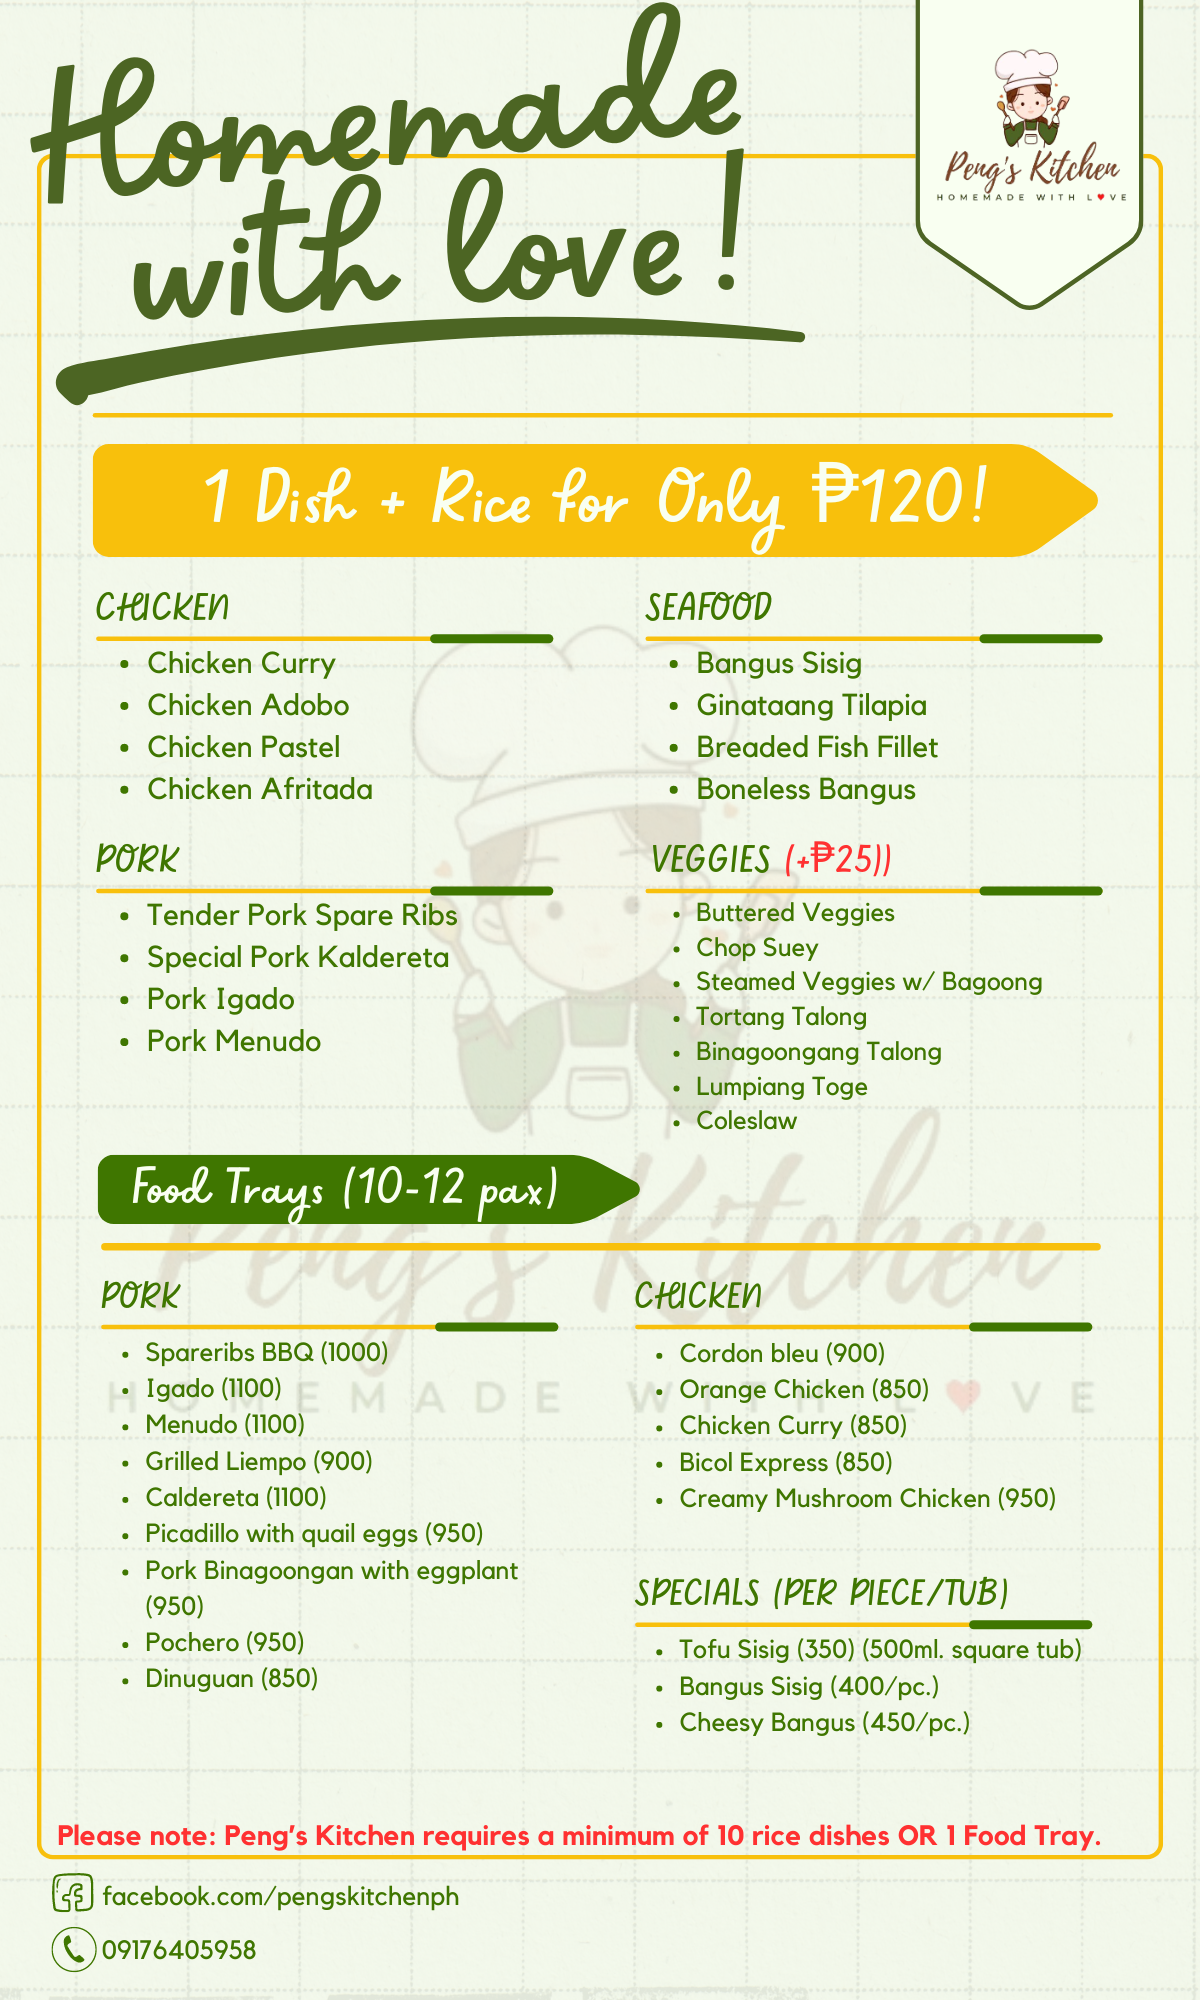 Homemade
with love!
Peng's Kitchen
HOMEMADE WITH L♥VE
1 Dish + Rice for Only ₱120!
CHICKEN
• Chicken Curry
• Chicken Adobo
• Chicken Pastel
• Chicken Afritada
SEAFOOD
• Bangus Sisig
• Ginataang Tilapia
• Breaded Fish Fillet
• Boneless Bangus
PORK
• Tender Pork Spare Ribs
• Special Pork Kaldereta
• Pork Igado
• Pork Menudo
VEGGIES (+₱25))
• Buttered Veggies
• Chop Suey
• Steamed Veggies w/ Bagoong
• Tortang Talong
• Binagoongang Talong
• Lumpiang Toge
• Coleslaw
Food Trays (10-12 pax)
Peng's Kitchen
HOMEMADE WITH L♥VE
PORK
• Spareribs BBQ (1000)
• Igado (1100)
• Menudo (1100)
• Grilled Liempo (900)
• Caldereta (1100)
• Picadillo with quail eggs (950)
• Pork Binagoongan with eggplant
(950)
• Pochero (950)
• Dinuguan (850)
CHICKEN
• Cordon bleu (900)
• Orange Chicken (850)
• Chicken Curry (850)
• Bicol Express (850)
• Creamy Mushroom Chicken (950)
SPECIALS (PER PIECE/TUB)
• Tofu Sisig (350) (500ml. square tub)
• Bangus Sisig (400/pc.)
• Cheesy Bangus (450/pc.)
Please note: Peng's Kitchen requires a minimum of 10 rice dishes OR 1 Food Tray.
facebook.com/pengskitchenph
09176405958